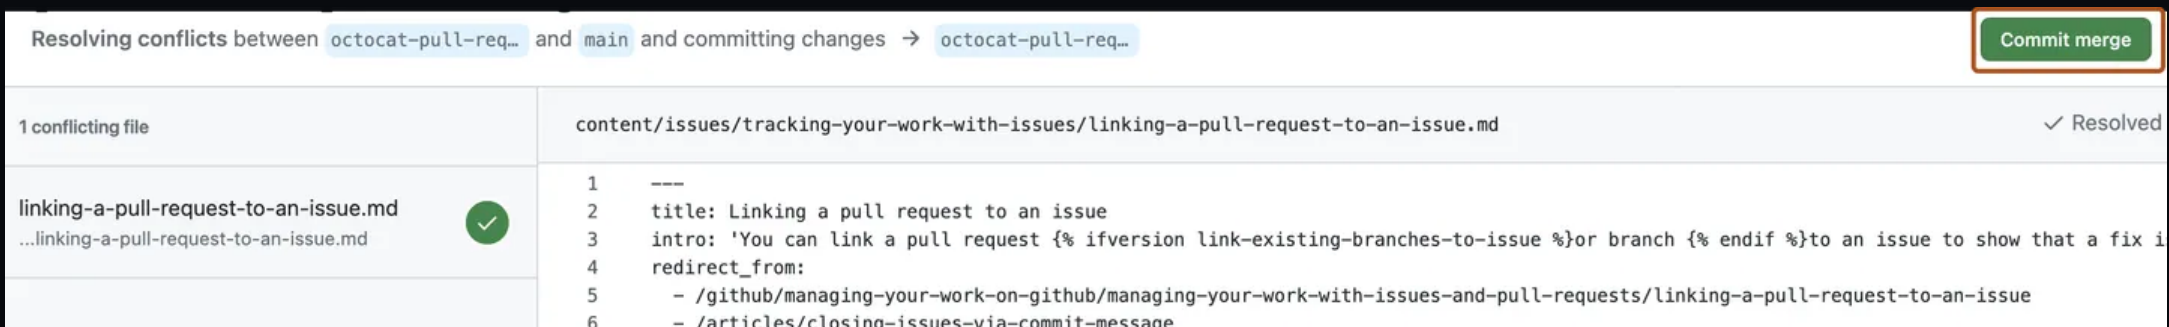 Resolving conflicts between octocat-pull-req… and main and committing changes → octocat-pull-req…
Commit merge
1 conflicting file
content/issues/tracking-your-work-with-issues/linking-a-pull-request-to-an-issue.md
✓ Resolved
linking-a-pull-request-to-an-issue.md
...linking-a-pull-request-to-an-issue.md
1 ---
2 title: Linking a pull request to an issue
3 intro: 'You can link a pull request {% ifversion link-existing-branches-to-issue %}or branch {% endif %}to an issue to show that a fix i
4 redirect_from:
5 - /github/managing-your-work-on-github/managing-your-work-with-issues-and-pull-requests/linking-a-pull-request-to-an-issue
6 - /articles/closing-issues-via-commit-message